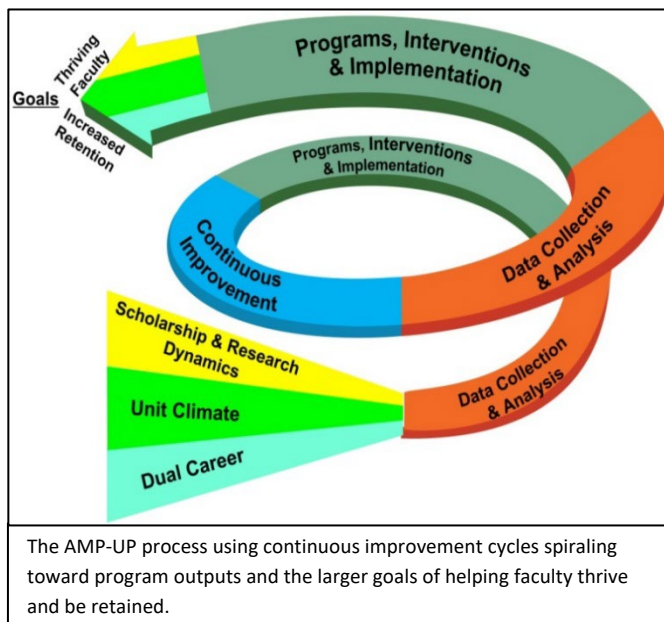 Programs, Interventions
& Implementation
Thriving
Faculty
Goals
Increased
Retention
Programs, Interventions
& Implementation
Continuous
Improvement
Data Collection
& Analysis
Scholarship & Research
Dynamics
Unit Climate
Dual Career
Data Collection
& Analysis
The AMP-UP process using continuous improvement cycles spiraling
toward program outputs and the larger goals of helping faculty thrive
and be retained.